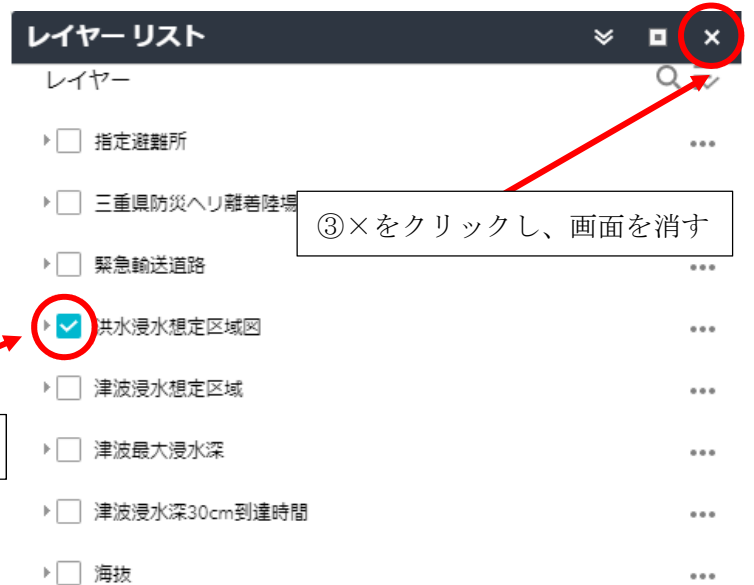 レイヤー リスト
レイヤー
指定避難所
三重県防災ヘリ離着陸場
③×をクリックし、画面を消す
緊急輸送道路
洪水浸水想定区域図
津波浸水想定区域
津波最大浸水深
津波浸水深30cm到達時間
海抜